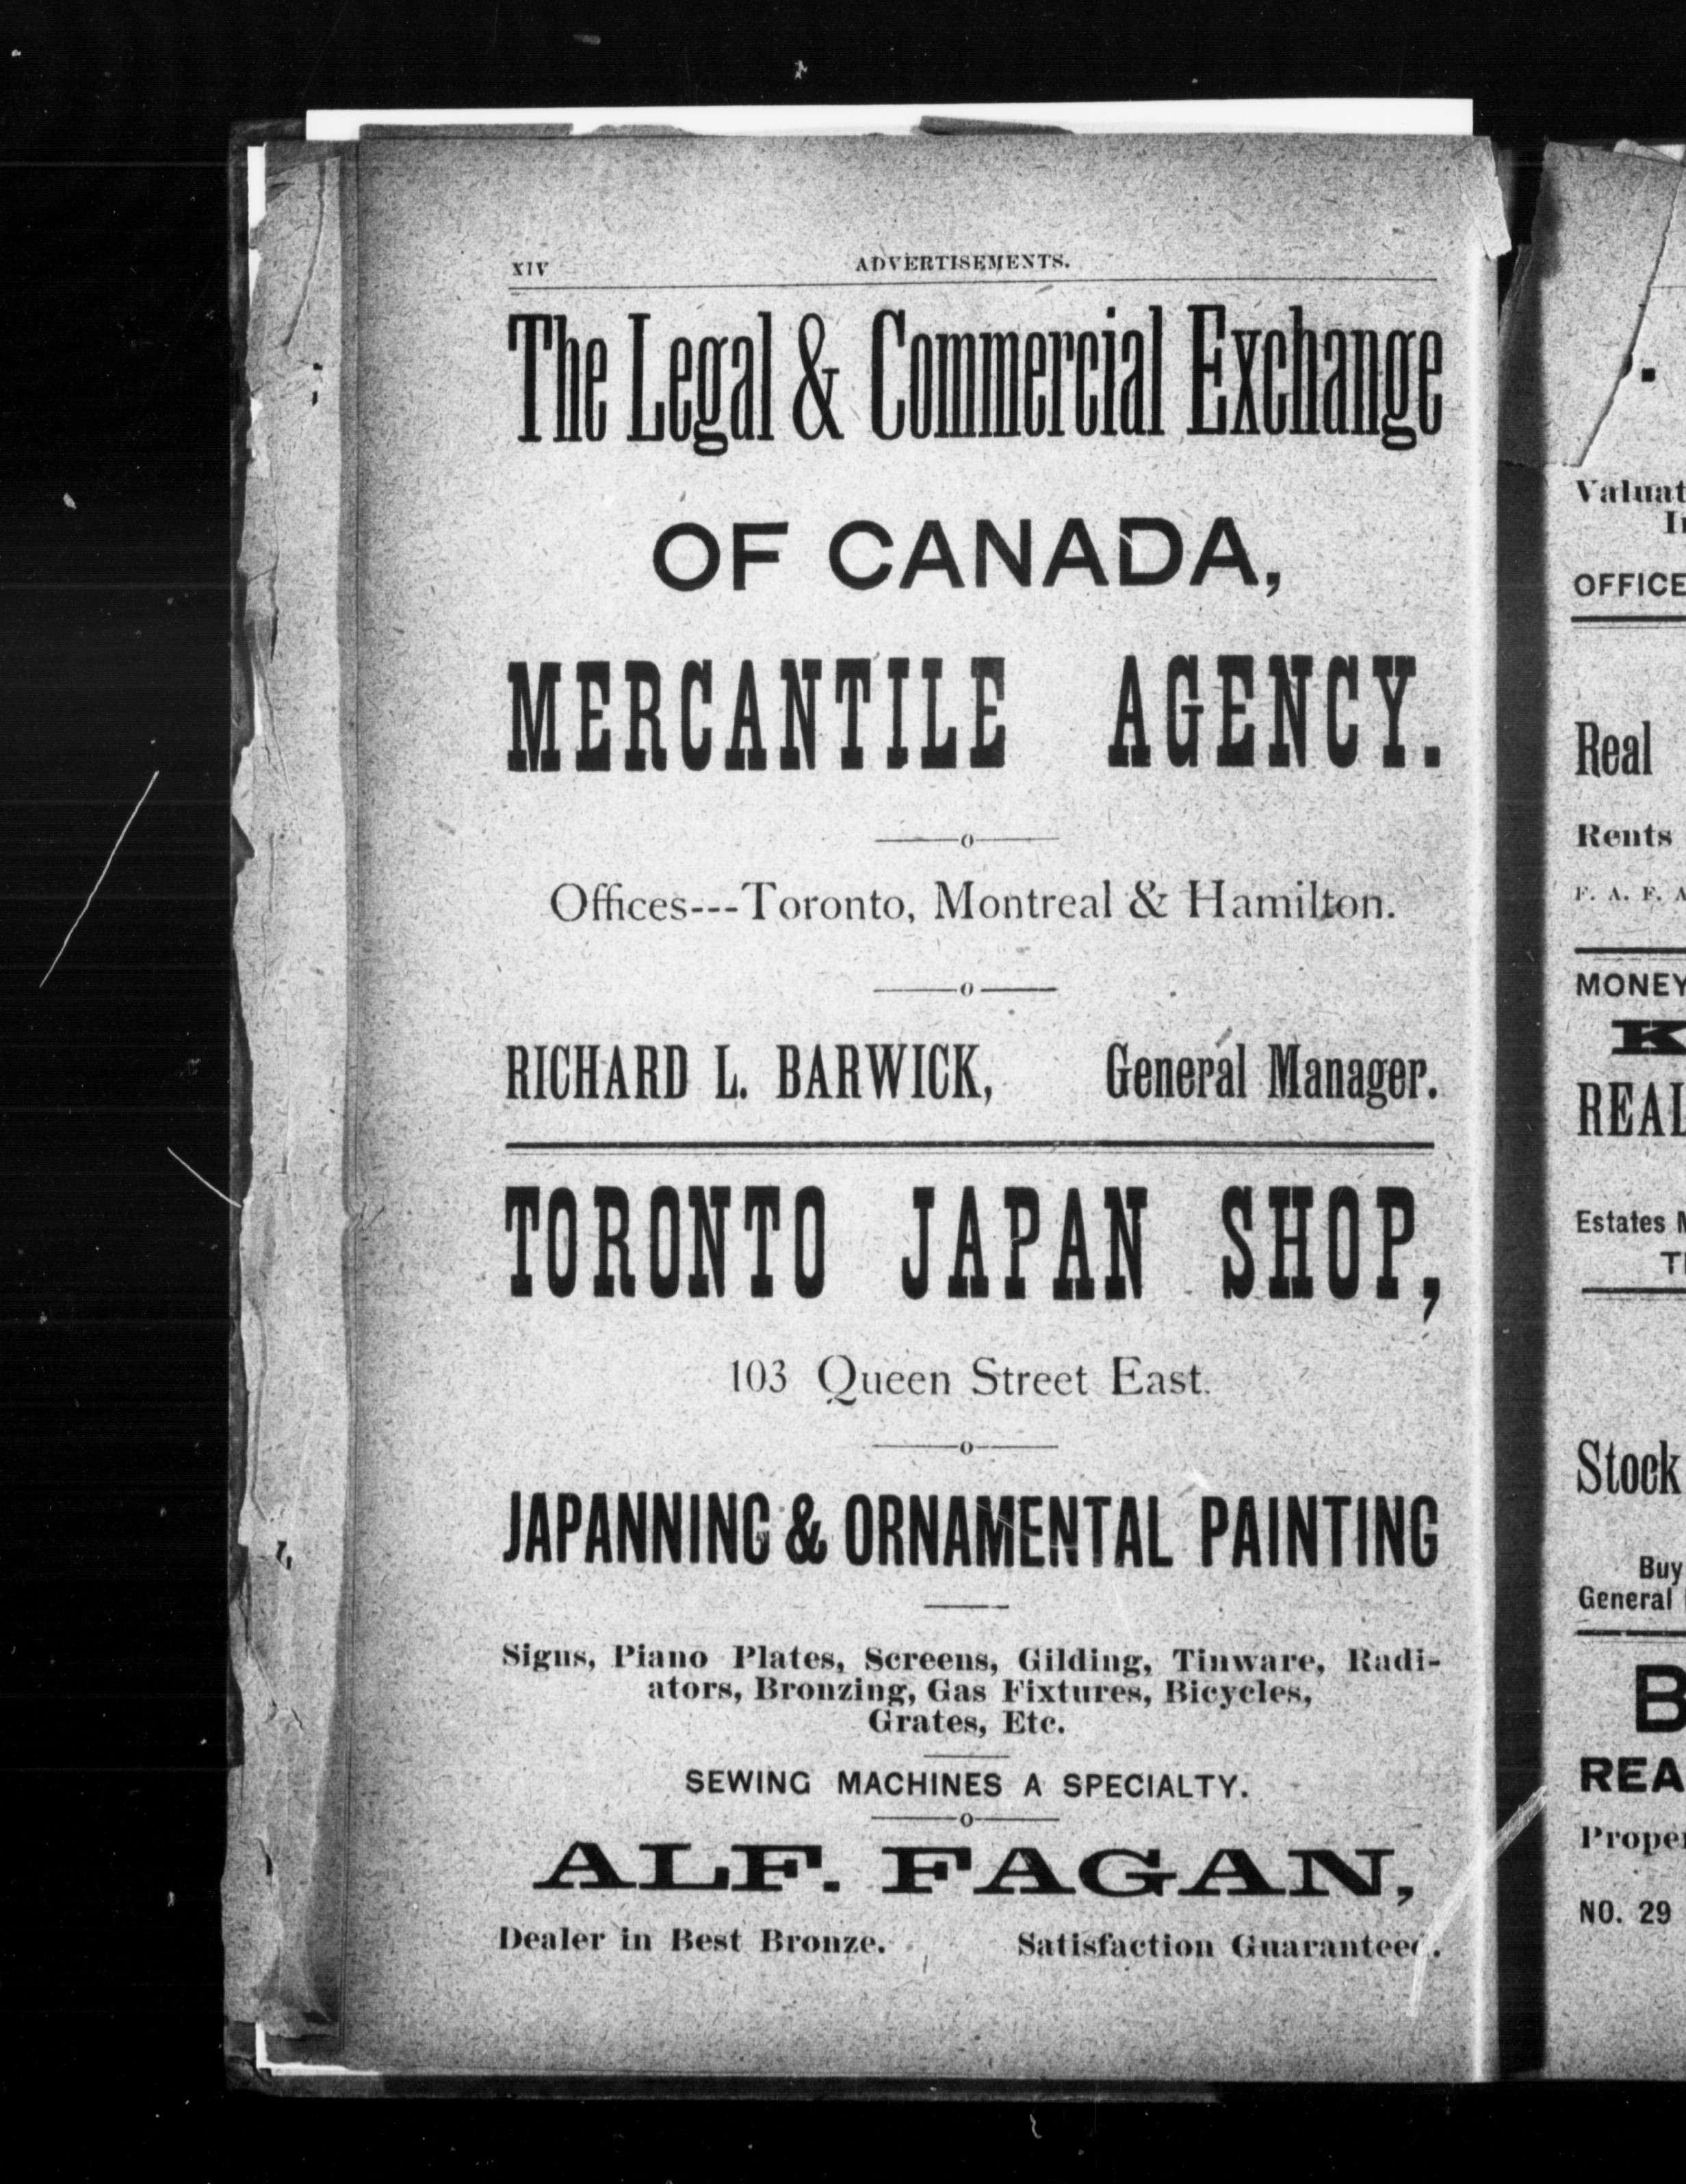 XIV ADVERTISEMENTS.
The Legal & Commercial Exchange
OF CANADA,
MERCANTILE AGENCY.
Offices---Toronto, Montreal & Hamilton.
RICHARD L. BARWICK, General Manager.
TORONTO JAPAN SHOP,
103 Queen Street East.
JAPANNING & ORNAMENTAL PAINTING
Signs, Piano Plates, Screens, Gilding, Tinware, Radi-
ators, Bronzing, Gas Fixtures, Bicycles,
Grates, Etc.
SEWING MACHINES A SPECIALTY.
ALF. FAGAN,
Dealer in Best Bronze. Satisfaction Guaranteed.
OFFICE
Real
Rents
F. A. F. A
MONEY
K
REAL
Estates
Stock
Buy
General
B
REA
NO. 29